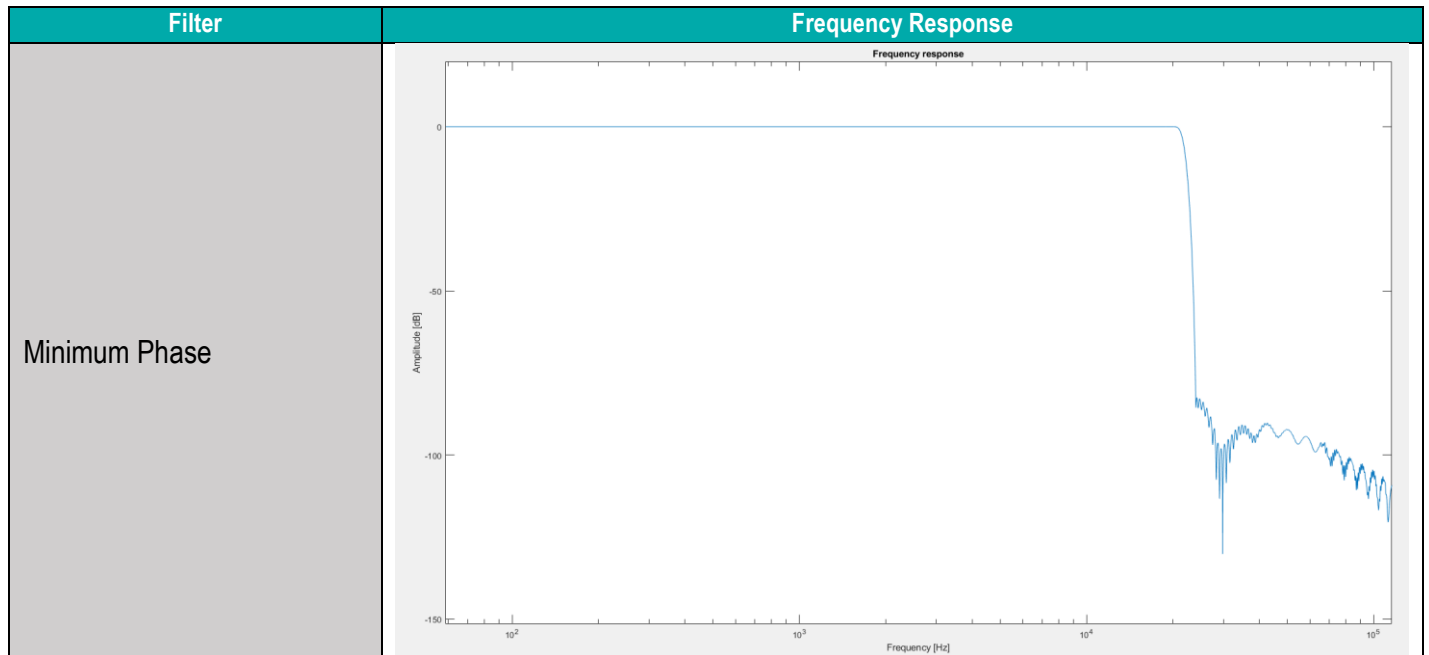 Filter
Frequency Response
Minimum Phase
Frequency response
0
-50
-100
-150
Amplitude [dB]
10²
10³
10⁴
10⁵
Frequency [Hz]